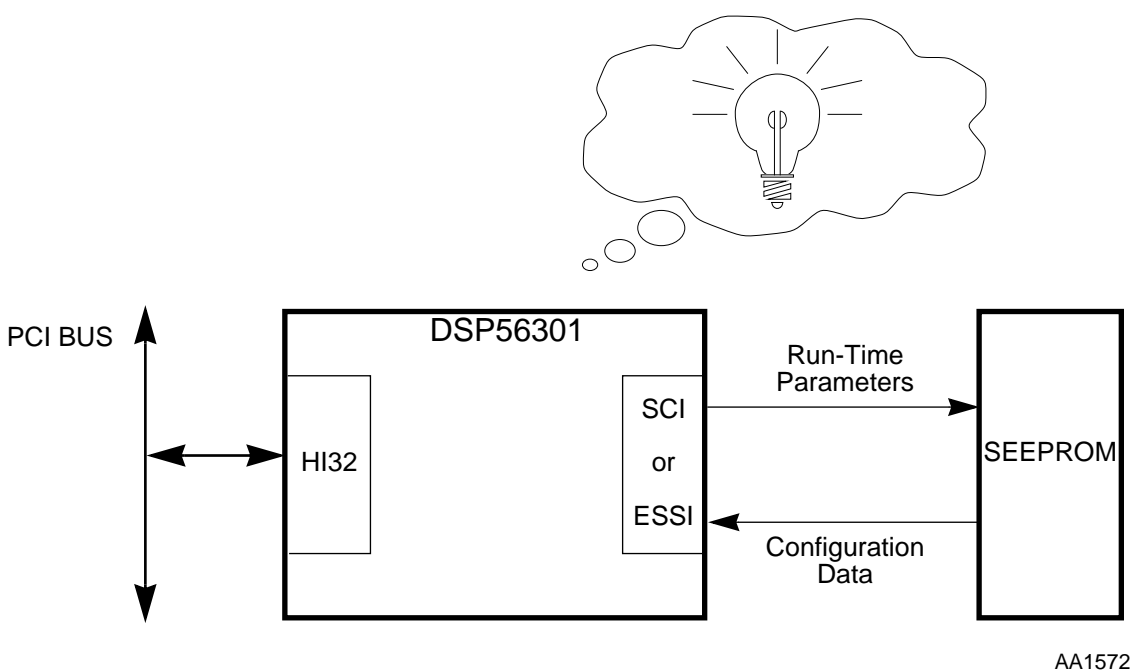 PCI BUS
DSP56301
HI32
SCI
or
ESSI
Run-Time
Parameters
Configuration
Data
SEEPROM
AA1572